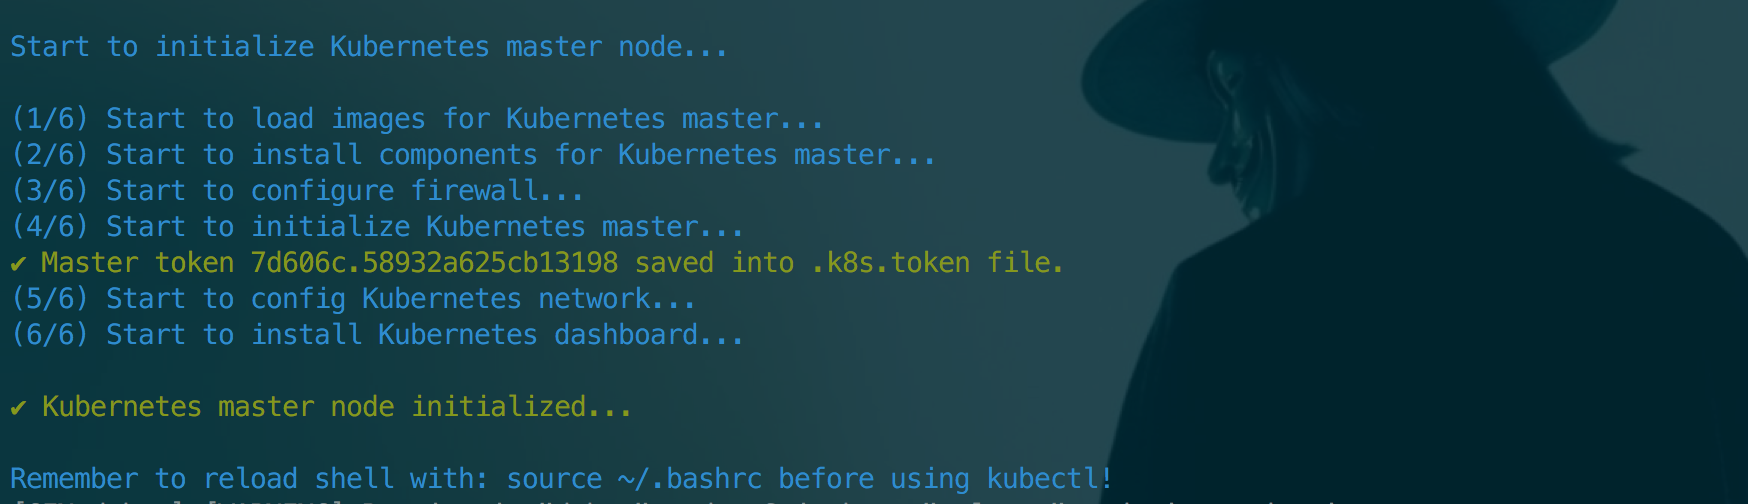 Start to initialize Kubernetes master node...
(1/6) Start to load images for Kubernetes master...
(2/6) Start to install components for Kubernetes master...
(3/6) Start to configure firewall...
(4/6) Start to initialize Kubernetes master...
✔ Master token 7d606c.58932a625cb13198 saved into .k8s.token file.
(5/6) Start to config Kubernetes network...
(6/6) Start to install Kubernetes dashboard...
✔ Kubernetes master node initialized...
Remember to reload shell with: source ~/.bashrc before using kubectl!